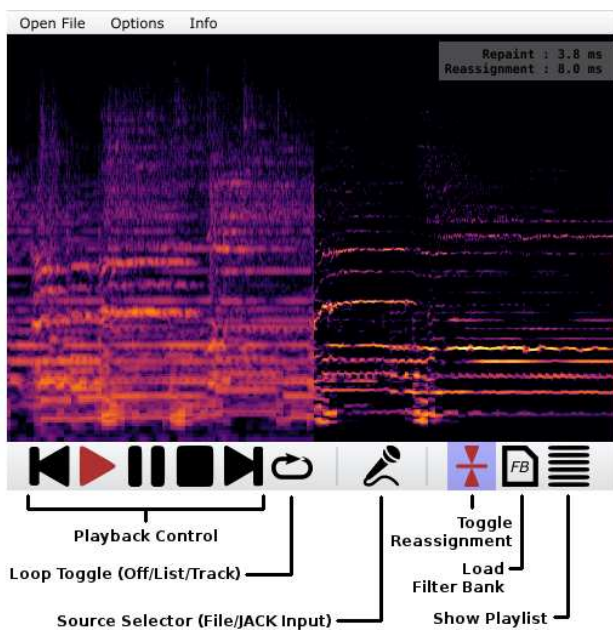 Open File Options Info
Repaint : 3.8 ms
Reassignment : 8.0 ms
FB
Playback Control
Toggle
Reassignment
Loop Toggle (Off/List/Track)
Load
Filter Bank
Source Selector (File/JACK Input)
Show Playlist